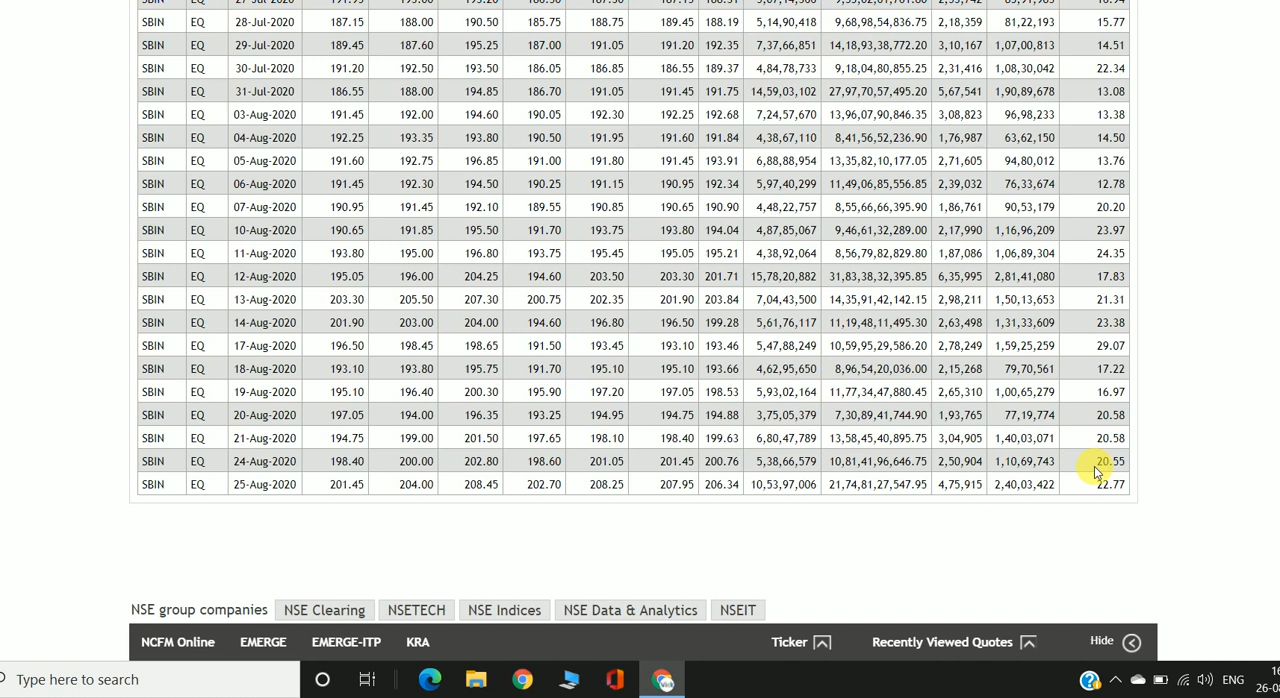 SBIN EQ 28-Jul-2020 187.15 188.00 190.50 185.75 188.75 189.45 188.19 5,14,90,418 9,68,98,54,836.75 2,18,359 81,22,193 15.77
SBIN EQ 29-Jul-2020 189.45 187.60 195.25 187.00 191.05 191.20 192.35 7,37,66,851 14,18,93,38,772.20 3,10,167 1,07,00,813 14.51
SBIN EQ 30-Jul-2020 191.20 192.50 193.50 186.05 186.85 186.55 189.37 4,84,78,733 9,18,04,80,855.25 2,31,416 1,08,30,042 22.34
SBIN EQ 31-Jul-2020 186.55 188.00 194.85 186.70 191.05 191.45 191.75 14,59,03,102 27,97,70,57,495.20 5,67,541 1,90,89,678 13.08
SBIN EQ 03-Aug-2020 191.45 192.00 194.60 190.05 192.30 192.25 192.68 7,24,57,670 13,96,07,90,846.35 3,08,823 96,98,233 13.38
SBIN EQ 04-Aug-2020 192.25 193.35 193.80 190.50 191.95 191.60 191.84 4,38,67,110 8,41,56,52,236.90 1,76,987 63,62,150 14.50
SBIN EQ 05-Aug-2020 191.60 192.75 196.85 191.00 191.80 191.45 193.91 6,88,88,954 13,35,82,10,177.05 2,71,605 94,80,012 13.76
SBIN EQ 06-Aug-2020 191.45 192.30 194.50 190.25 191.15 190.95 192.34 5,97,40,299 11,49,06,85,556.85 2,39,032 76,33,674 12.78
SBIN EQ 07-Aug-2020 190.95 191.45 192.10 189.55 190.85 190.65 190.90 4,48,22,757 8,55,66,66,395.90 1,86,761 90,53,179 20.20
SBIN EQ 10-Aug-2020 190.65 191.85 195.50 191.70 193.75 193.80 194.04 4,87,85,067 9,46,61,32,289.00 2,17,990 1,16,96,209 23.97
SBIN EQ 11-Aug-2020 193.80 195.00 196.80 193.75 195.45 195.05 195.21 4,38,92,064 8,56,79,82,829.80 1,87,086 1,06,89,304 24.35
SBIN EQ 12-Aug-2020 195.05 196.00 204.25 194.60 203.50 203.30 201.71 15,78,20,882 31,83,38,32,395.85 6,35,995 2,81,41,080 17.83
SBIN EQ 13-Aug-2020 203.30 205.50 207.30 200.75 202.35 201.90 203.84 7,04,43,500 14,35,91,42,142.15 2,98,211 1,50,13,653 21.31
SBIN EQ 14-Aug-2020 201.90 203.00 204.00 194.60 196.80 196.50 199.28 5,61,76,117 11,19,48,11,495.30 2,63,498 1,31,33,609 23.38
SBIN EQ 17-Aug-2020 196.50 198.45 198.65 191.50 193.45 193.10 193.46 5,47,88,249 10,59,95,29,586.20 2,78,249 1,59,25,259 29.07
SBIN EQ 18-Aug-2020 193.10 193.80 195.75 191.70 195.10 195.10 193.66 4,62,95,650 8,96,54,20,036.00 2,15,268 79,70,561 17.22
SBIN EQ 19-Aug-2020 195.10 196.40 200.30 195.90 197.20 197.05 198.53 5,93,02,164 11,77,34,47,880.45 2,65,310 1,00,65,279 16.97
SBIN EQ 20-Aug-2020 197.05 194.00 196.35 193.25 194.95 194.75 194.88 3,75,05,379 7,30,89,41,744.90 1,93,765 77,19,774 20.58
SBIN EQ 21-Aug-2020 194.75 199.00 201.50 197.65 198.10 198.40 199.63 6,80,47,789 13,58,45,40,895.75 3,04,905 1,40,03,071 20.58
SBIN EQ 24-Aug-2020 198.40 200.00 202.80 198.60 201.05 201.45 200.76 5,38,66,579 10,81,41,96,646.75 2,50,904 1,10,69,743 20.55
SBIN EQ 25-Aug-2020 201.45 204.00 208.45 202.70 208.25 207.95 206.34 10,53,97,006 21,74,81,27,547.95 4,75,915 2,40,03,422 22.77
NSE group companies NSE Clearing NSETECH NSE Indices NSE Data & Analytics NSEIT
NCFM Online EMERGE EMERGE-ITP KRA Ticker Recently Viewed Quotes Hide
Type here to search ENG